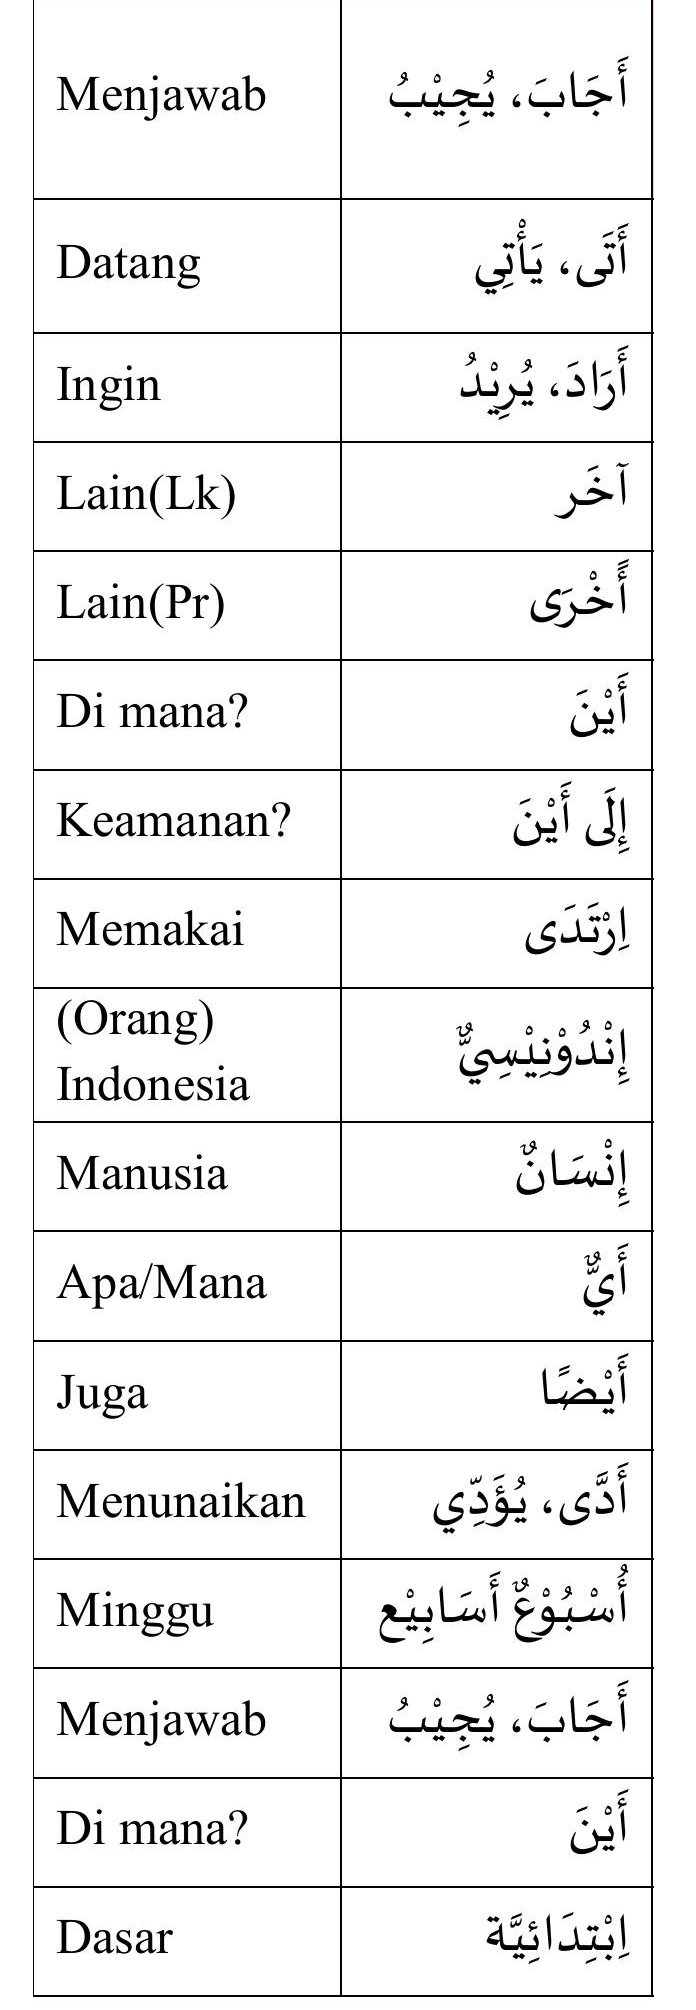 Menjawab أَجَابَ، يُجِيْبُ
Datang أَتَى، يَأْتِي
Ingin أَرَادَ، يُرِيْدُ
Lain(Lk) آخَر
Lain(Pr) أًخْرَى
Di mana? أَيْنَ
Keamanan? إِلَى أَيْنَ
Memakai اِرْتَدَى
(Orang)
Indonesia إِنْدُوْنِيْسِيٌّ
Manusia إِنْسَانٌ
Apa/Mana أَيٌّ
Juga أَيْضًا
Menunaikan أَدَّى، يُؤَدِّي
Minggu أُسْبُوْعٌ أَسَابِيْع
Menjawab أَجَابَ، يُجِيْبُ
Di mana? أَيْنَ
Dasar اِبْتِدَائِيَّة